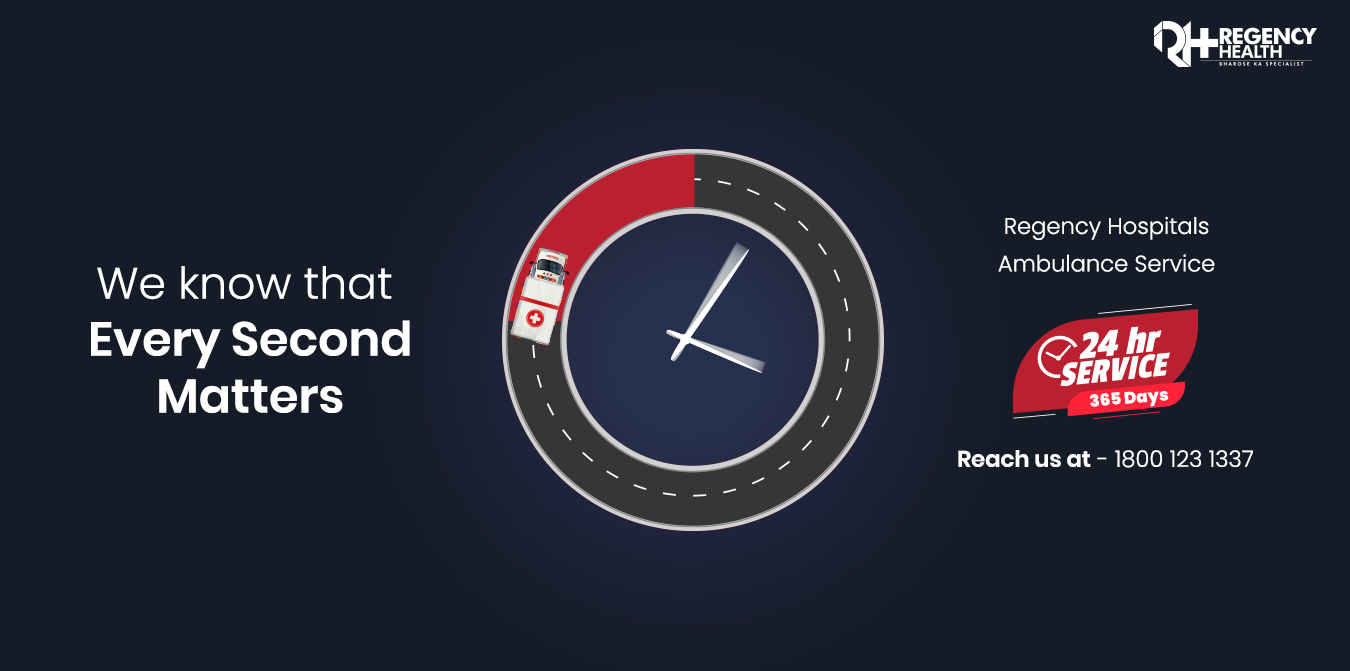 REGENCY
HEALTH
BHAROSE KA SPECIALIST
We know that
Every Second
Matters
Regency Hospitals
Ambulance Service
24 hr
SERVICE
365 Days
Reach us at - 1800 123 1337